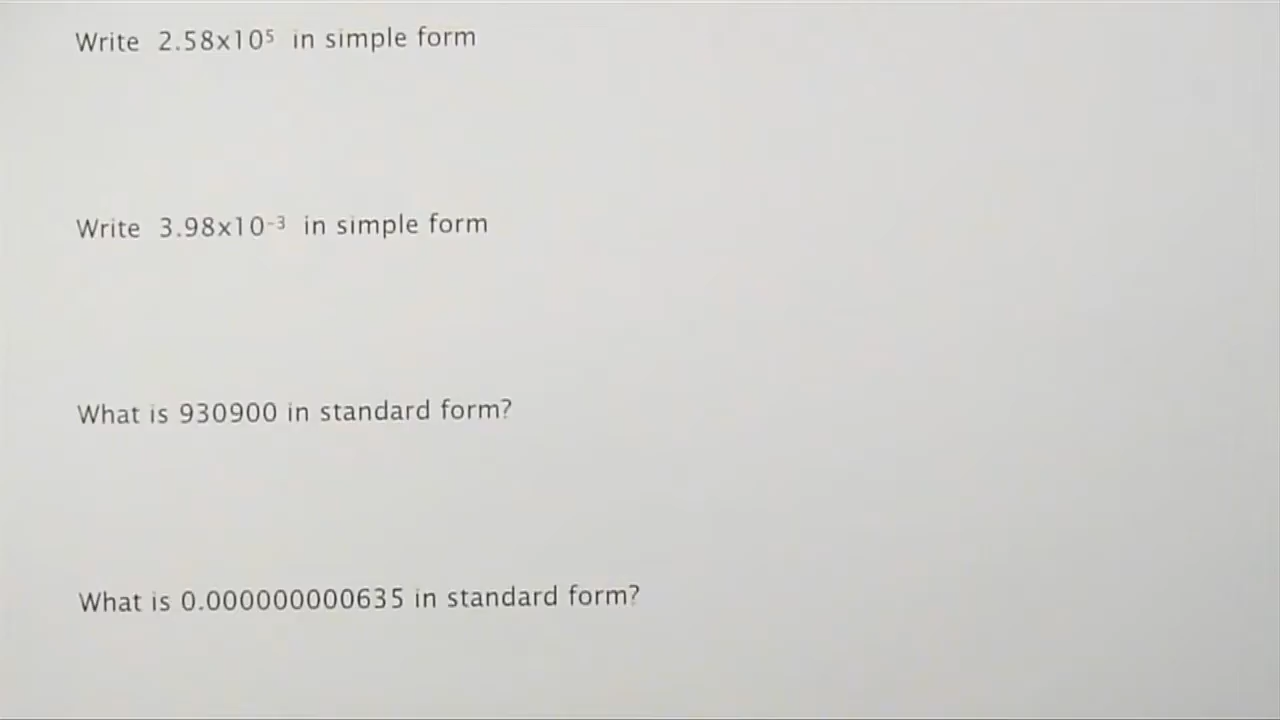 Write 2.58x10⁵ in simple form
Write 3.98x10⁻³ in simple form
What is 930900 in standard form?
What is 0.000000000635 in standard form?